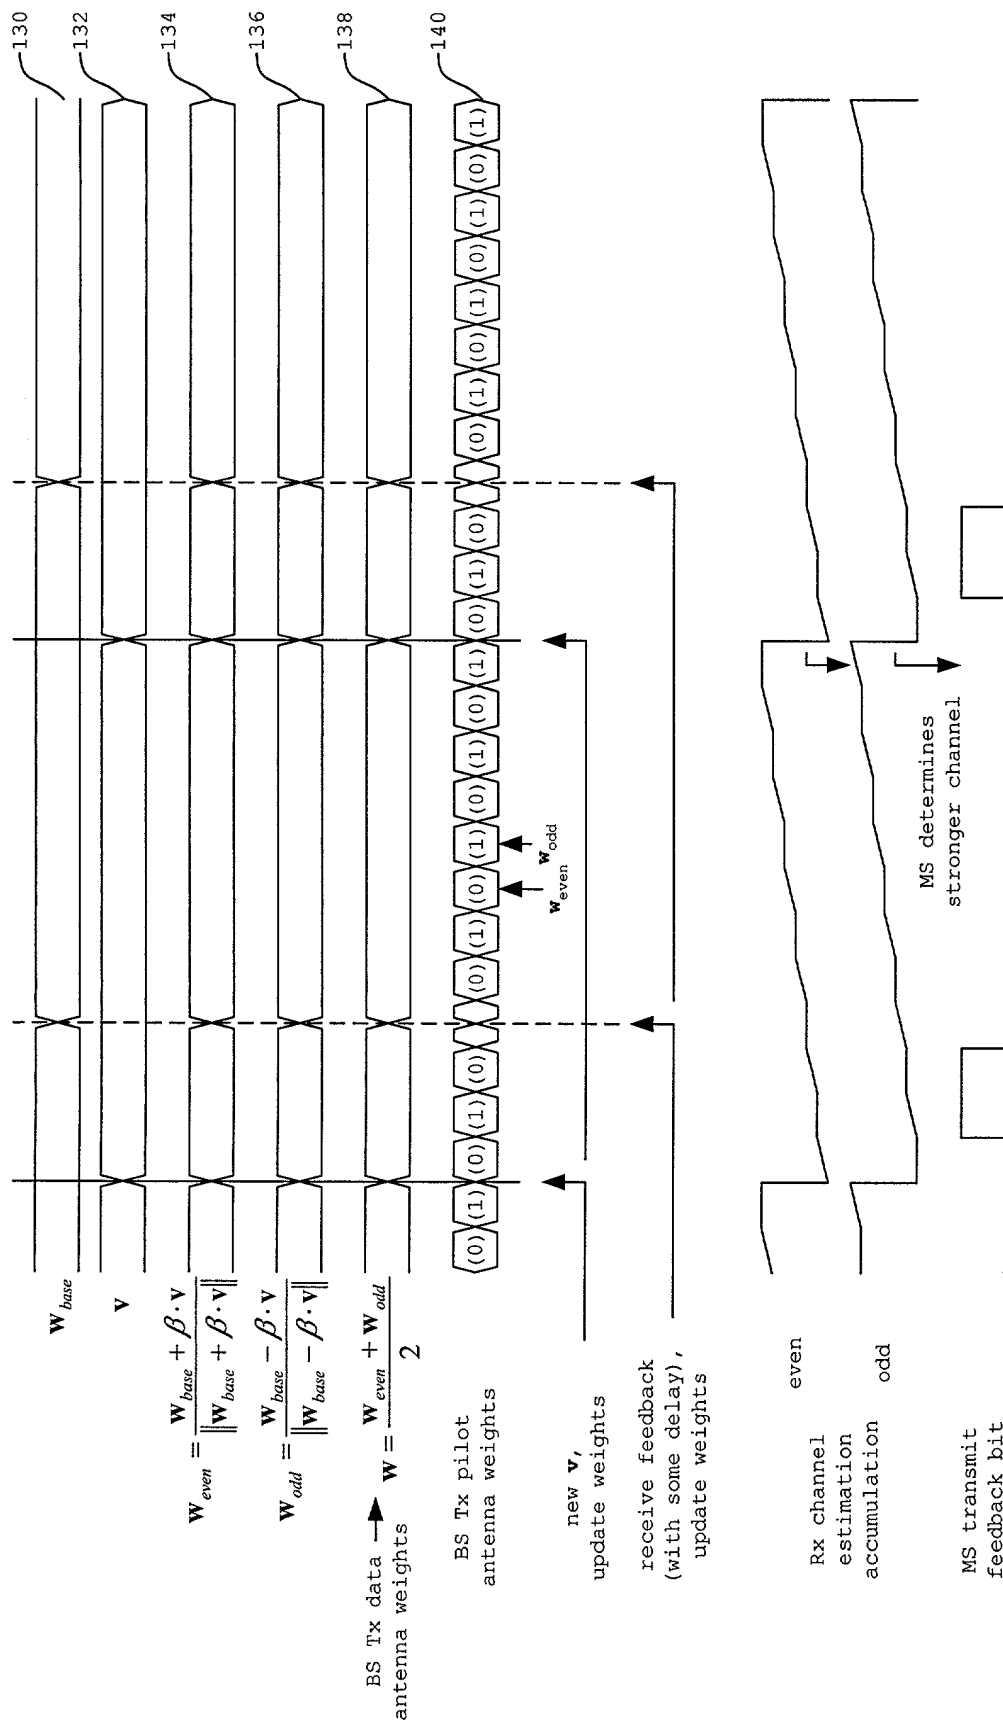 130
132
134
136
138
140
W_base
v
W_even = (W_base + β · v) / ‖W_base + β · v‖
W_odd = (W_base − β · v) / ‖W_base − β · v‖
BS Tx data
antenna weights
W = (W_even + W_odd) / 2
BS Tx pilot
antenna weights
(0) (1) (0) (1) (0) (0) (1) (0) (1) (0) (1) (0) (1) (0) (1) (0) (0) (1) (0) (1) (0) (1) (0) (1)
w_even
w_odd
new v,
update weights
receive feedback
(with some delay),
update weights
Rx channel
estimation
accumulation
even
odd
MS determines
stronger channel
MS transmit
feedback bit